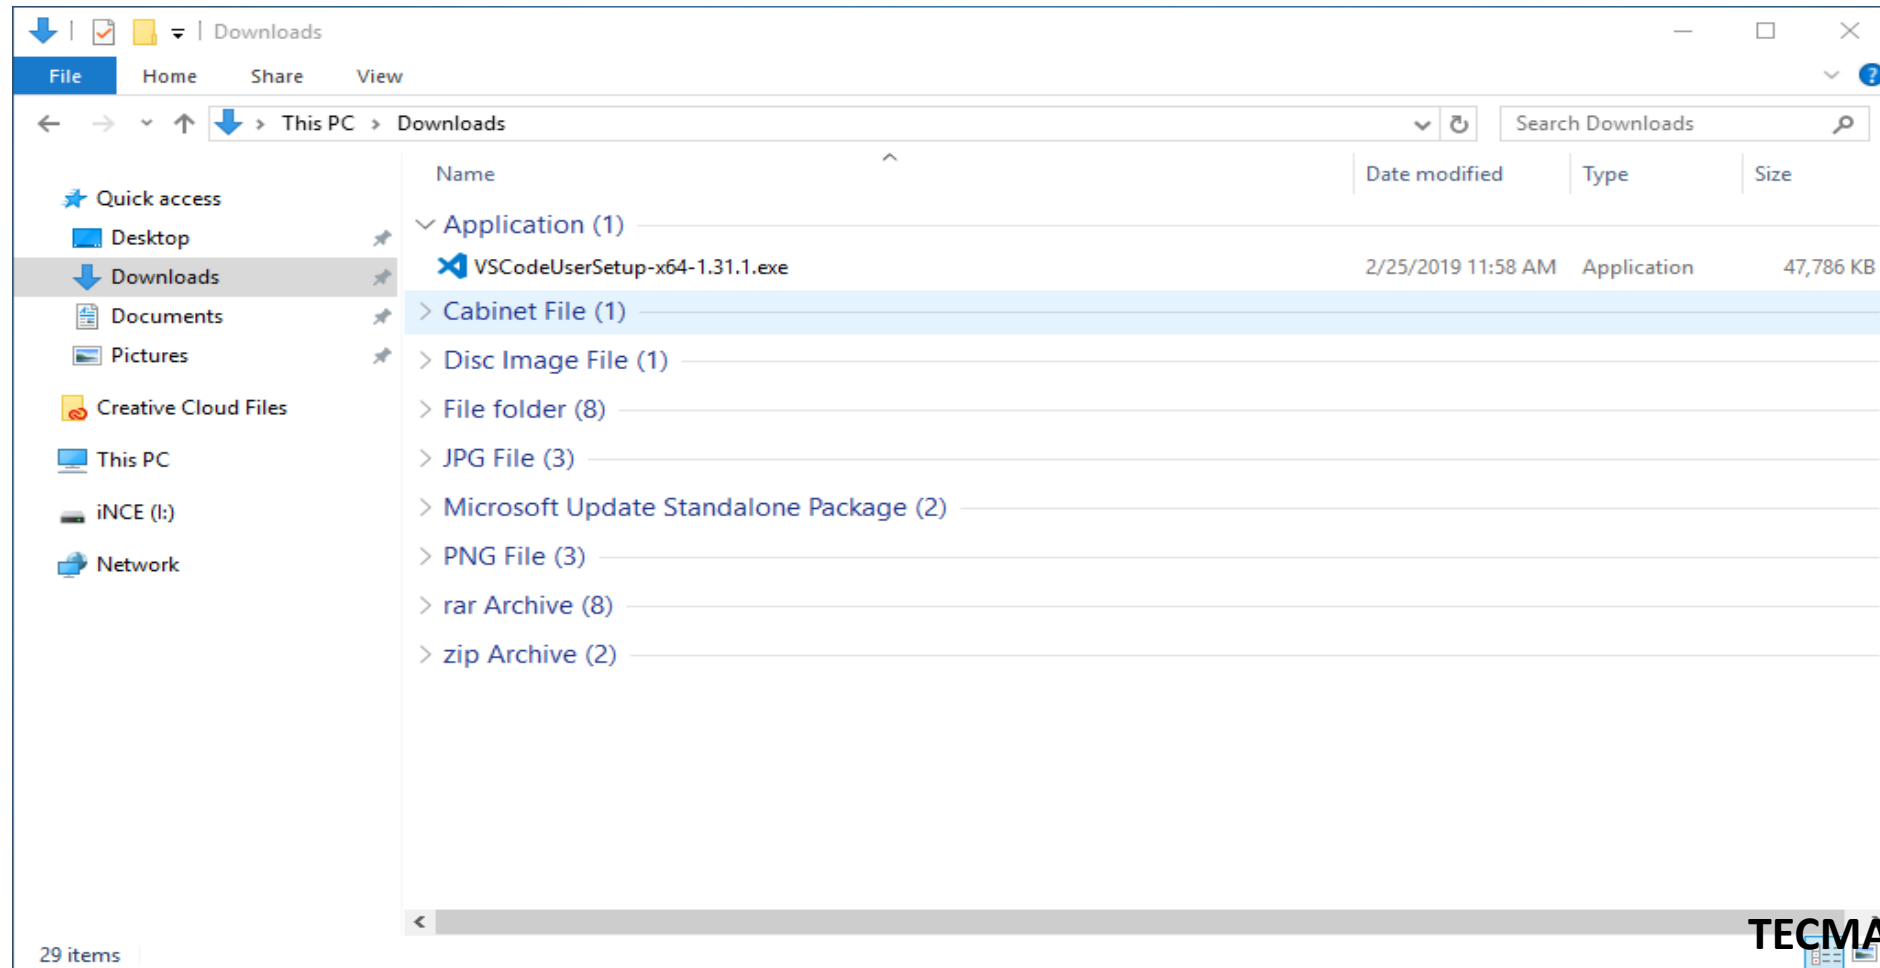 Downloads
File Home Share View ?
This PC > Downloads Search Downloads
Name Date modified Type Size
Quick access
Desktop
Downloads
Documents
Pictures
Creative Cloud Files
This PC
iNCE (I:)
Network
Application (1)
VSCodeUserSetup-x64-1.31.1.exe 2/25/2019 11:58 AM Application 47,786 KB
Cabinet File (1)
Disc Image File (1)
File folder (8)
JPG File (3)
Microsoft Update Standalone Package (2)
PNG File (3)
rar Archive (8)
zip Archive (2)
29 items
TECMA